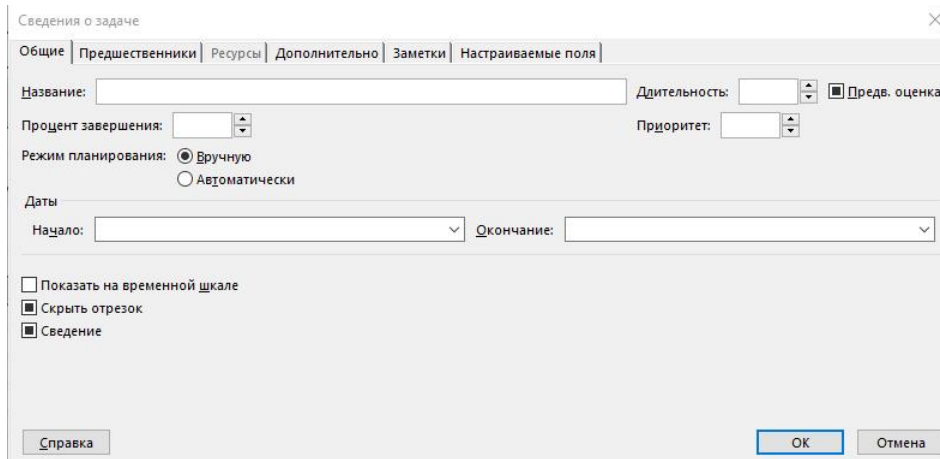 Сведения о задаче
Общие Предшественники Ресурсы Дополнительно Заметки Настраиваемые поля
Название: Длительность: Предв. оценка
Процент завершения: Приоритет:
Режим планирования: Вручную
Автоматически
Даты
Начало: Окончание:
Показать на временной шкале
Скрыть отрезок
Сведение
Справка ОК Отмена